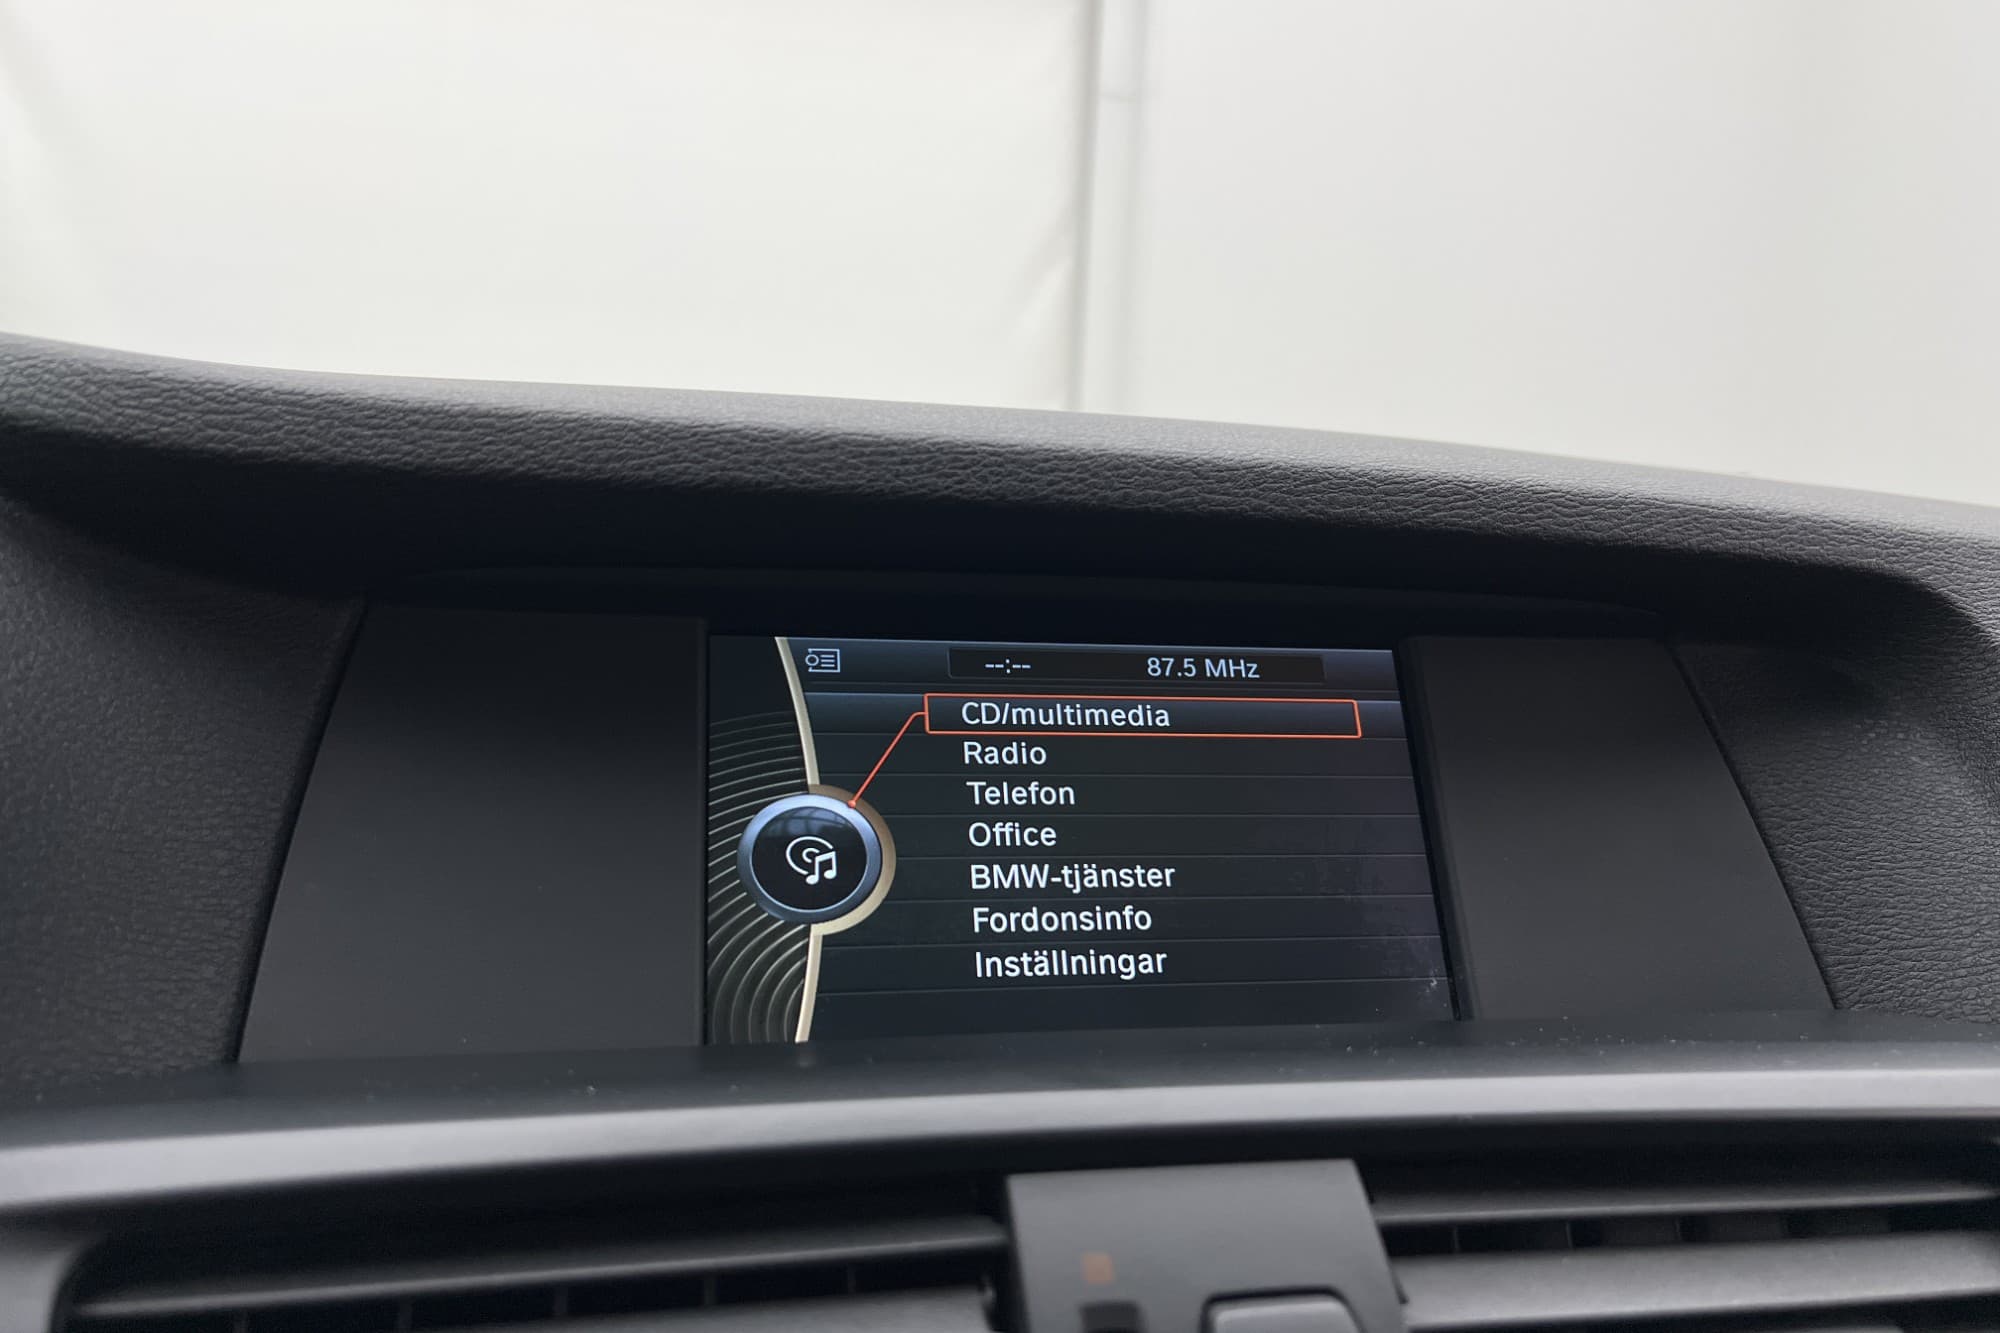 --:-- 87.5 MHz
CD/multimedia
Radio
Telefon
Office
BMW-tjänster
Fordonsinfo
Inställningar